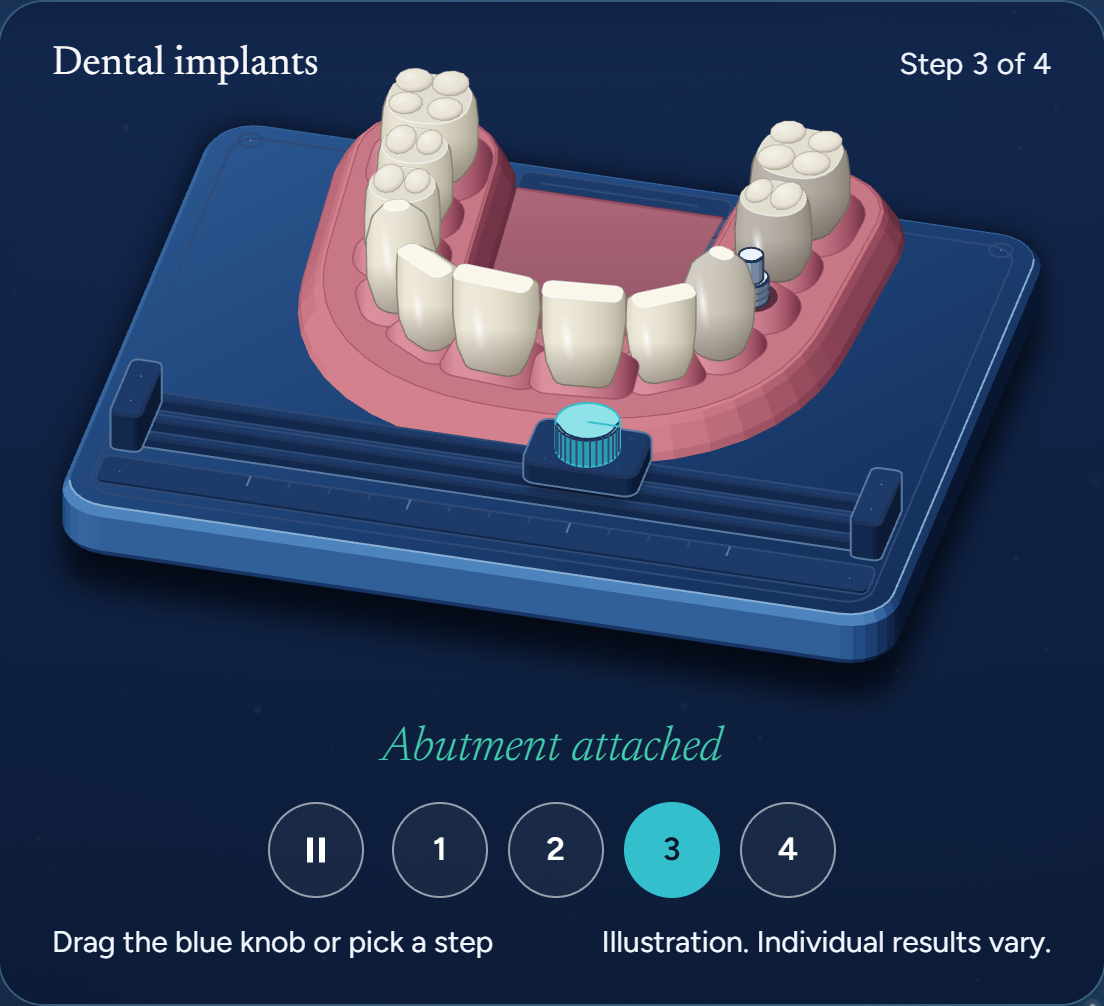 Dental implants
Step 3 of 4
Abutment attached
1
2
3
4
Drag the blue knob or pick a step
Illustration. Individual results vary.